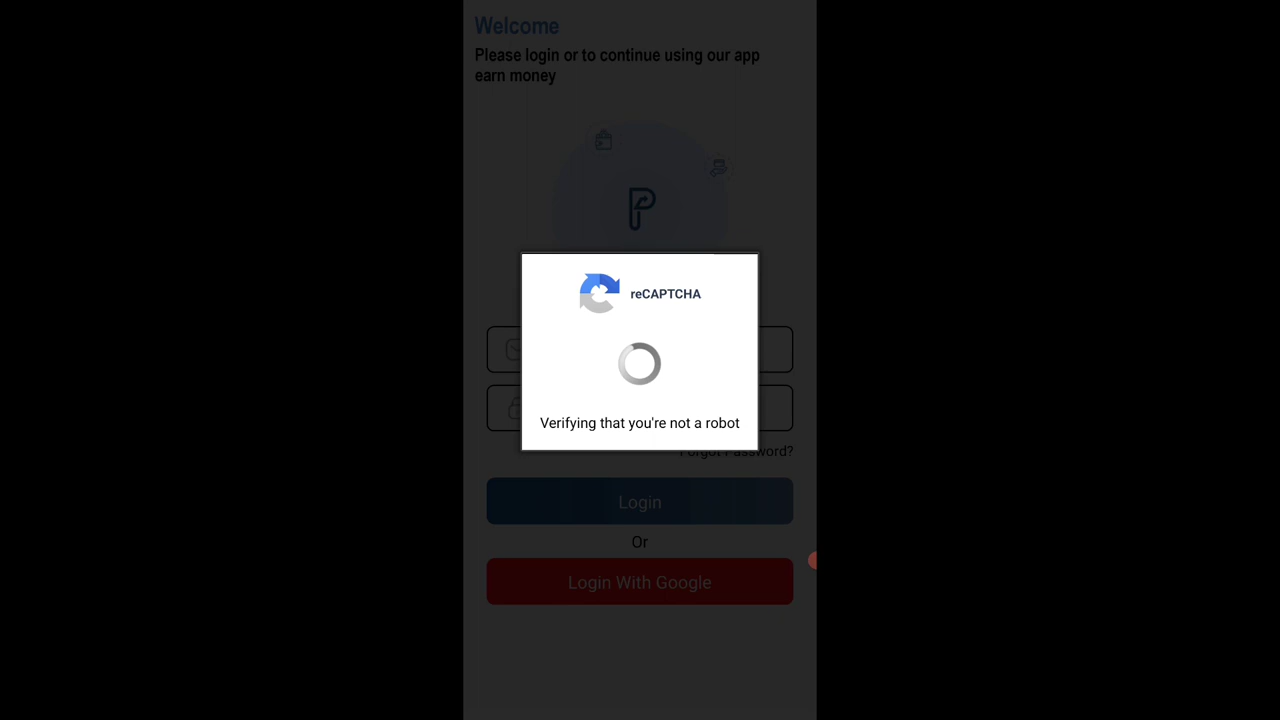 Welcome
Please login or to continue using our app
earn money
P
reCAPTCHA
Verifying that you're not a robot
Forgot Password?
Login
Or
Login With Google